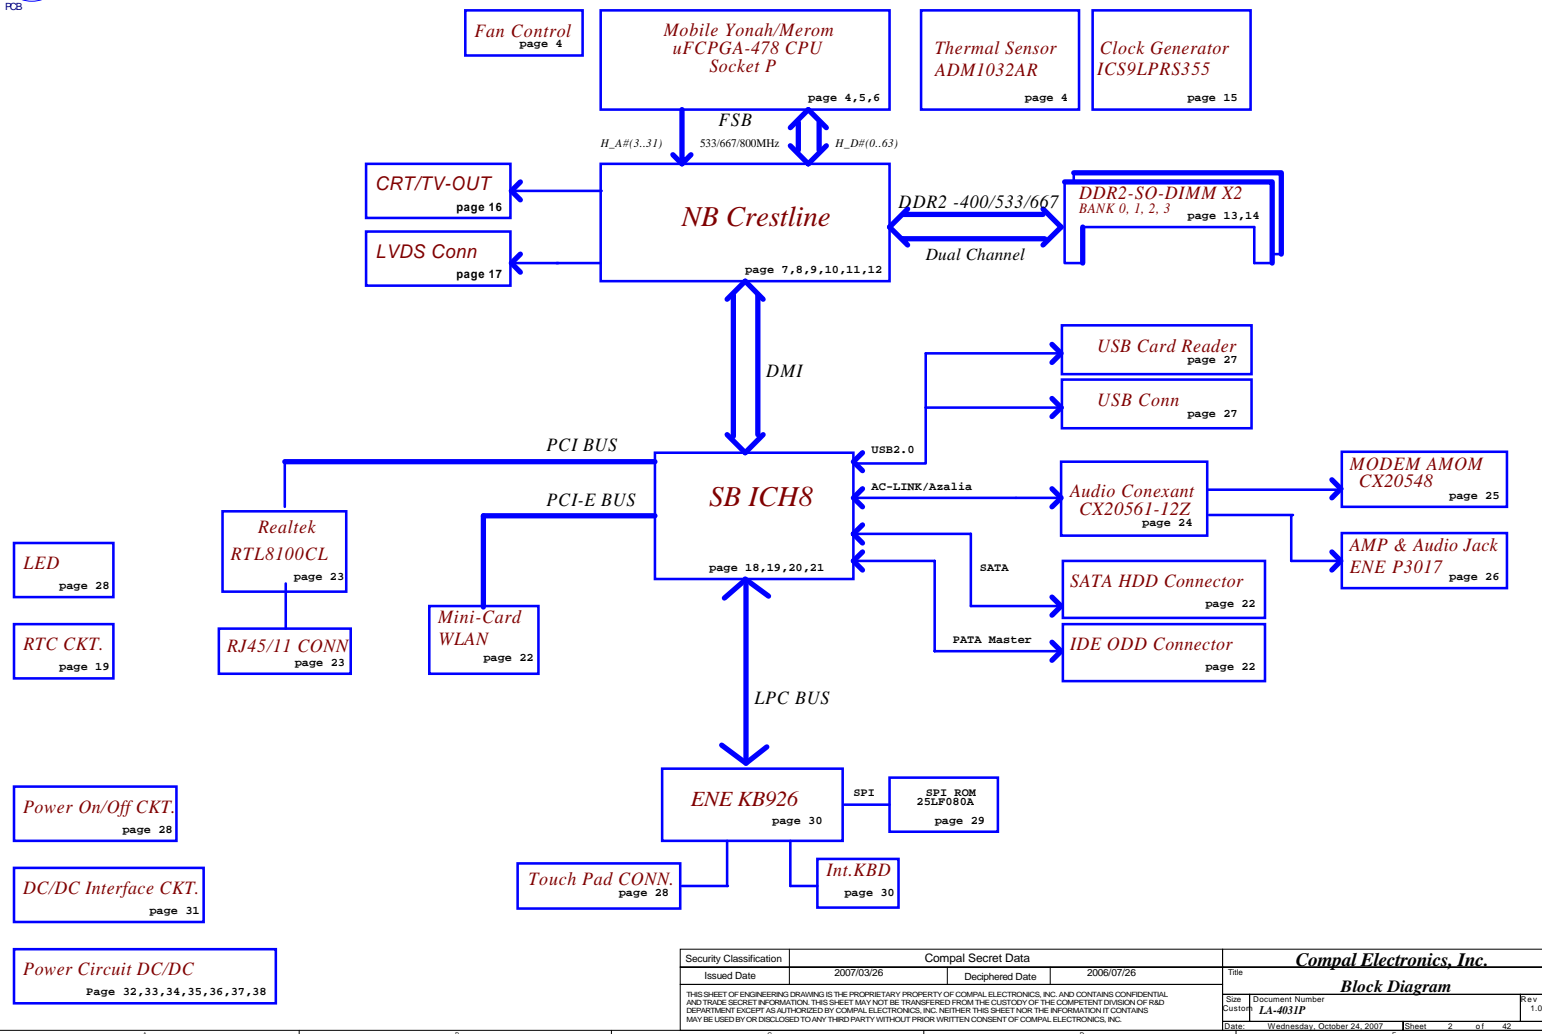 PCB
Fan Control
page 4
Mobile Yonah/Merom
uFCPGA-478 CPU
Socket P
page 4,5,6
Thermal Sensor
ADM1032AR
page 4
Clock Generator
ICS9LPRS355
page 15
FSB
H_A#(3..31)
533/667/800MHz
H_D#(0..63)
CRT/TV-OUT
page 16
LVDS Conn
page 17
NB Crestline
page 7,8,9,10,11,12
DDR2 -400/533/667
Dual Channel
DDR2-SO-DIMM X2
BANK 0, 1, 2, 3
page 13,14
DMI
USB Card Reader
page 27
USB Conn
page 27
USB2.0
PCI BUS
PCI-E BUS
SB ICH8
page 18,19,20,21
AC-LINK/Azalia
Audio Conexant
CX20561-12Z
page 24
MODEM AMOM
CX20548
page 25
AMP & Audio Jack
ENE P3017
page 26
SATA
SATA HDD Connector
page 22
PATA Master
IDE ODD Connector
page 22
Realtek
RTL8100CL
page 23
RJ45/11 CONN
page 23
Mini-Card
WLAN
page 22
LED
page 28
RTC CKT.
page 19
LPC BUS
ENE KB926
page 30
SPI
SPI ROM
25LF080A
page 29
Touch Pad CONN.
page 28
Int.KBD
page 30
Power On/Off CKT.
page 28
DC/DC Interface CKT.
page 31
Power Circuit DC/DC
Page 32,33,34,35,36,37,38
Security Classification
Compal Secret Data
Issued Date
2007/03/26
Deciphered Date
2006/07/26
THIS SHEET OF ENGINEERING DRAWING IS THE PROPRIETARY PROPERTY OF COMPAL ELECTRONICS, INC. AND CONTAINS CONFIDENTIAL
AND TRADE SECRET INFORMATION. THIS SHEET MAY NOT BE TRANSFERED FROM THE CUSTODY OF THE COMPETENT DIVISION OF R&D
DEPARTMENT EXCEPT AS AUTHORIZED BY COMPAL ELECTRONICS, INC. NEITHER THIS SHEET NOR THE INFORMATION IT CONTAINS
MAY BE USED BY OR DISCLOSED TO ANY THIRD PARTY WITHOUT PRIOR WRITTEN CONSENT OF COMPAL ELECTRONICS, INC.
Compal Electronics, Inc.
Title
Block Diagram
Size
Custom
Document Number
LA-4031P
Rev
1.0
Date:
Wednesday, October 24, 2007
Sheet 2 of 42